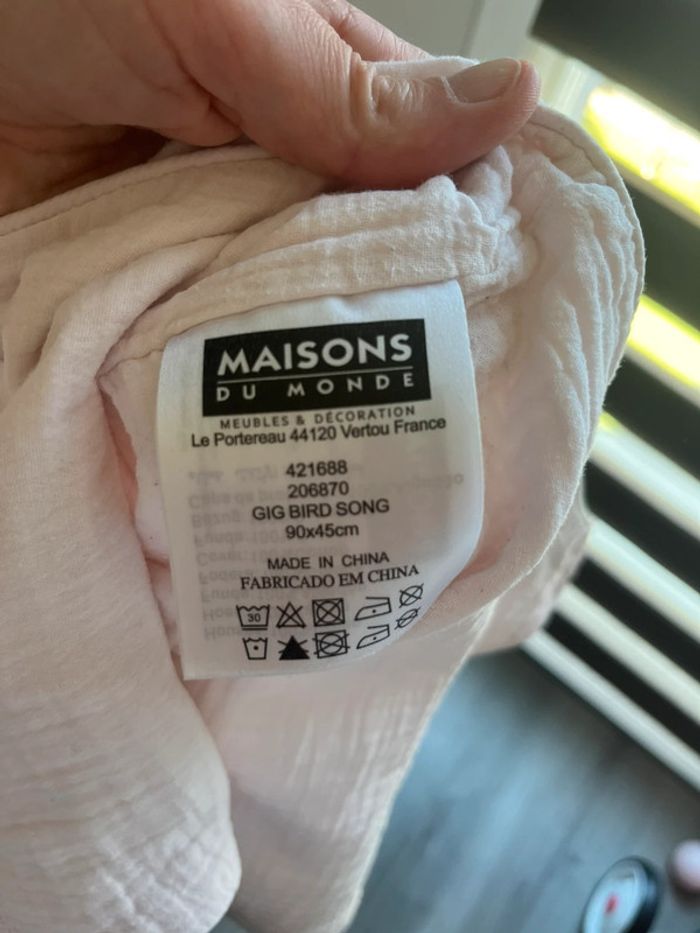 MAISONS
DU MONDE
MEUBLES & DÉCORATION
Le Portereau 44120 Vertou France
421688
206870
GIG BIRD SONG
90x45cm
MADE IN CHINA
FABRICADO EM CHINA
30